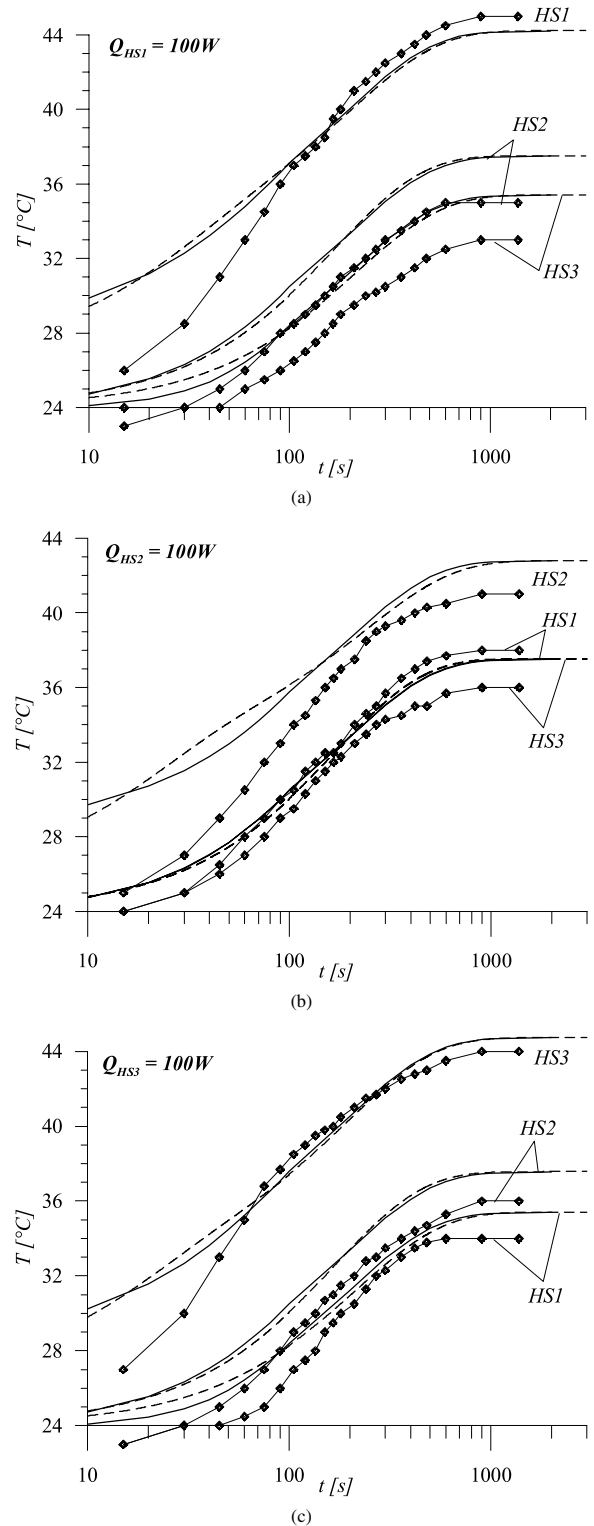 Q_HS1 = 100W
HS1
HS2
HS3
T [°C]
44
40
36
32
28
24
10
100
1000
t [s]
(a)
Q_HS2 = 100W
HS2
HS1
HS3
T [°C]
44
40
36
32
28
24
10
100
1000
t [s]
(b)
Q_HS3 = 100W
HS3
HS2
HS1
T [°C]
44
40
36
32
28
24
10
100
1000
t [s]
(c)